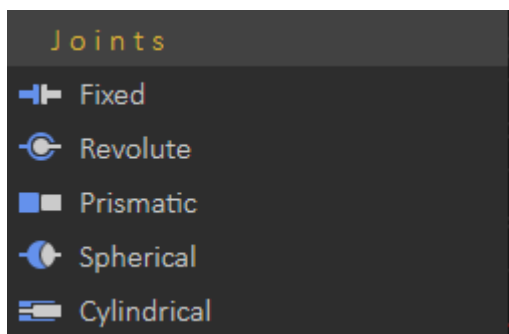 Joints
Fixed
Revolute
Prismatic
Spherical
Cylindrical